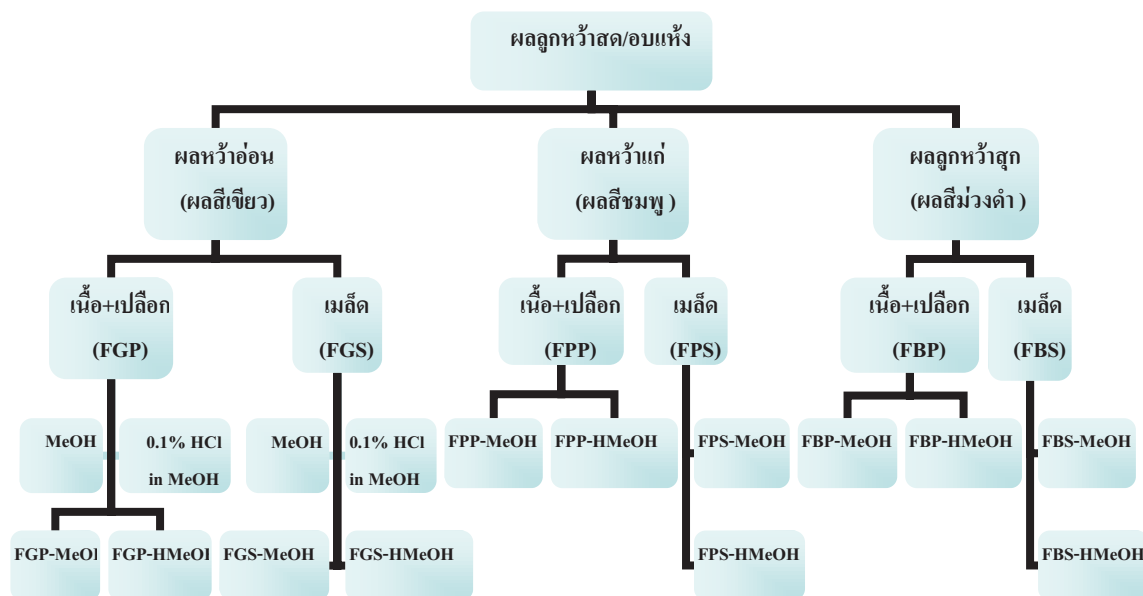 ผลลูกหว้าสด/อบแห้ง
ผลหว้าอ่อน
(ผลสีเขียว)
ผลหว้าแก่
(ผลสีชมพู )
ผลลูกหว้าสุก
(ผลสีม่วงดำ )
เนื้อ+เปลือก
(FGP)
เมล็ด
(FGS)
เนื้อ+เปลือก
(FPP)
เมล็ด
(FPS)
เนื้อ+เปลือก
(FBP)
เมล็ด
(FBS)
MeOH
0.1% HCl
in MeOH
MeOH
0.1% HCl
in MeOH
FPP-MeOH
FPP-HMeOH
FPS-MeOH
FBP-MeOH
FBP-HMeOH
FBS-MeOH
FGP-MeOl
FGP-HMeOl
FGS-MeOH
FGS-HMeOH
FPS-HMeOH
FBS-HMeOH